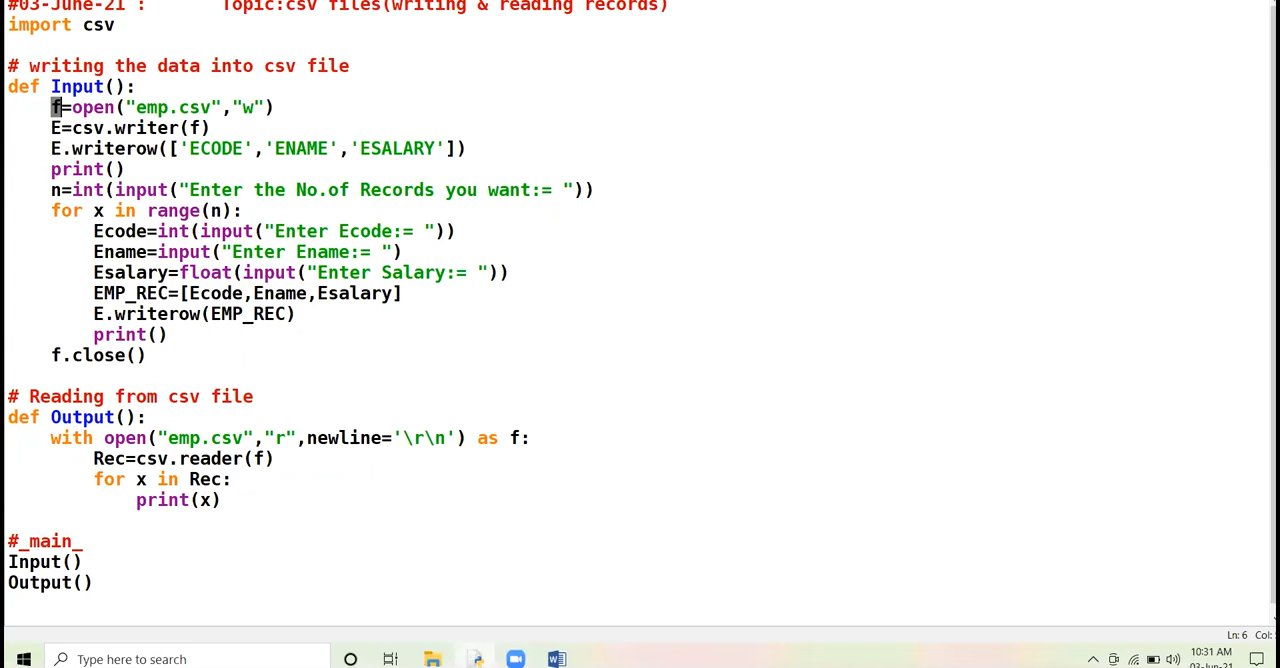 #03-June-21 :       Topic:csv files(writing & reading records)
import csv

# writing the data into csv file
def Input():
    f=open("emp.csv","w")
    E=csv.writer(f)
    E.writerow(['ECODE','ENAME','ESALARY'])
    print()
    n=int(input("Enter the No.of Records you want:= "))
    for x in range(n):
        Ecode=int(input("Enter Ecode:= "))
        Ename=input("Enter Ename:= ")
        Esalary=float(input("Enter Salary:= "))
        EMP_REC=[Ecode,Ename,Esalary]
        E.writerow(EMP_REC)
        print()
    f.close()

# Reading from csv file
def Output():
    with open("emp.csv","r",newline='\r\n') as f:
        Rec=csv.reader(f)
        for x in Rec:
            print(x)

#_main_
Input()
Output()
Ln: 6 Col:
Type here to search
10:31 AM
03-Jun-21